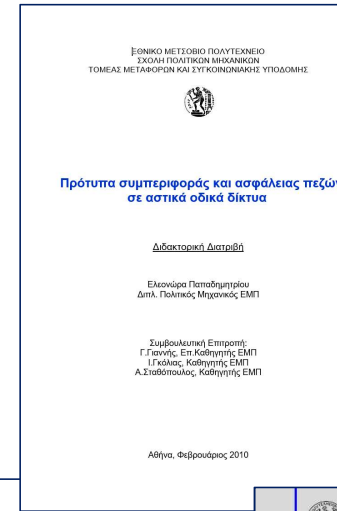 ΕΘΝΙΚΟ ΜΕΤΣΟΒΙΟ ΠΟΛΥΤΕΧΝΕΙΟ
ΣΧΟΛΗ ΠΟΛΙΤΙΚΩΝ ΜΗΧΑΝΙΚΩΝ
ΤΟΜΕΑΣ ΜΕΤΑΦΟΡΩΝ ΚΑΙ ΣΥΓΚΟΙΝΩΝΙΑΚΗΣ ΥΠΟΔΟΜΗΣ
Πρότυπα συμπεριφοράς και ασφάλειας πεζών
σε αστικά οδικά δίκτυα
Διδακτορική Διατριβή
Ελεονώρα Παπαδημητρίου
Διπλ. Πολιτικός Μηχανικός ΕΜΠ
Συμβουλευτική Επιτροπή:
Γ.Γιαννής, Επ.Καθηγητής ΕΜΠ
Ι.Γκόλιας, Καθηγητής ΕΜΠ
Α.Σταθόπουλος, Καθηγητής ΕΜΠ
Αθήνα, Φεβρουάριος 2010